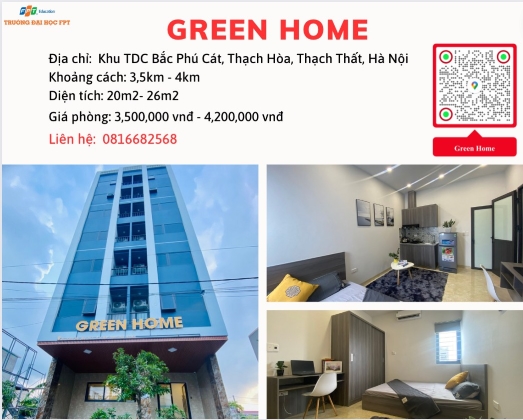 FPT Education
TRƯỜNG ĐẠI HỌC FPT
GREEN HOME
Địa chỉ: Khu TDC Bắc Phú Cát, Thạch Hòa, Thạch Thất, Hà Nội
Khoảng cách: 3,5km - 4km
Diện tích: 20m2- 26m2
Giá phòng: 3,500,000 vnđ - 4,200,000 vnđ
Liên hệ: 0816682568
Green Home
GREEN HOME